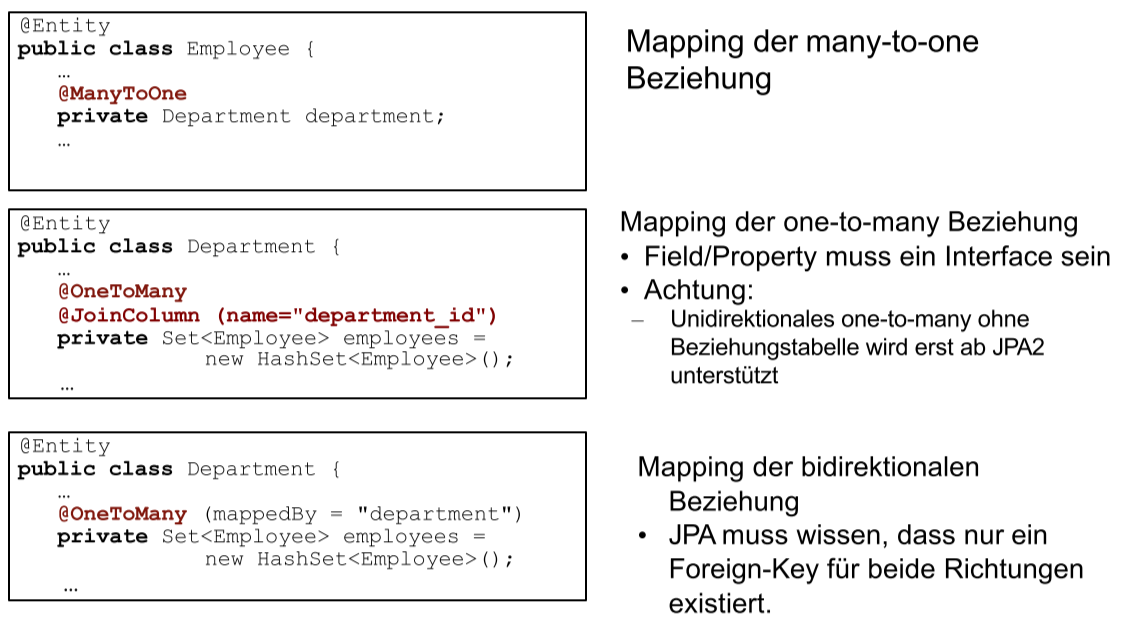 @Entity
public class Employee {
…
@ManyToOne
private Department department;
…
Mapping der many-to-one
Beziehung
@Entity
public class Department {
…
@OneToMany
@JoinColumn (name="department_id")
private Set<Employee> employees =
new HashSet<Employee>();
…
Mapping der one-to-many Beziehung
• Field/Property muss ein Interface sein
• Achtung:
– Unidirektionales one-to-many ohne
Beziehungstabelle wird erst ab JPA2
unterstützt
@Entity
public class Department {
…
@OneToMany (mappedBy = "department")
private Set<Employee> employees =
new HashSet<Employee>();
…
Mapping der bidirektionalen
Beziehung
• JPA muss wissen, dass nur ein
Foreign-Key für beide Richtungen
existiert.